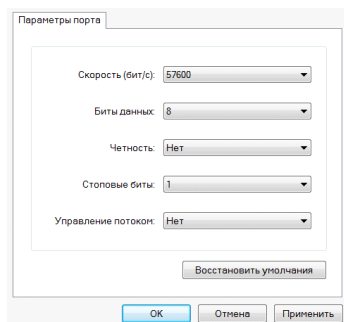 Параметры порта
Скорость (бит/с): 57600
Биты данных: 8
Четность: Нет
Стоповые биты: 1
Управление потоком: Нет
Восстановить умолчания
ОК Отмена Применить